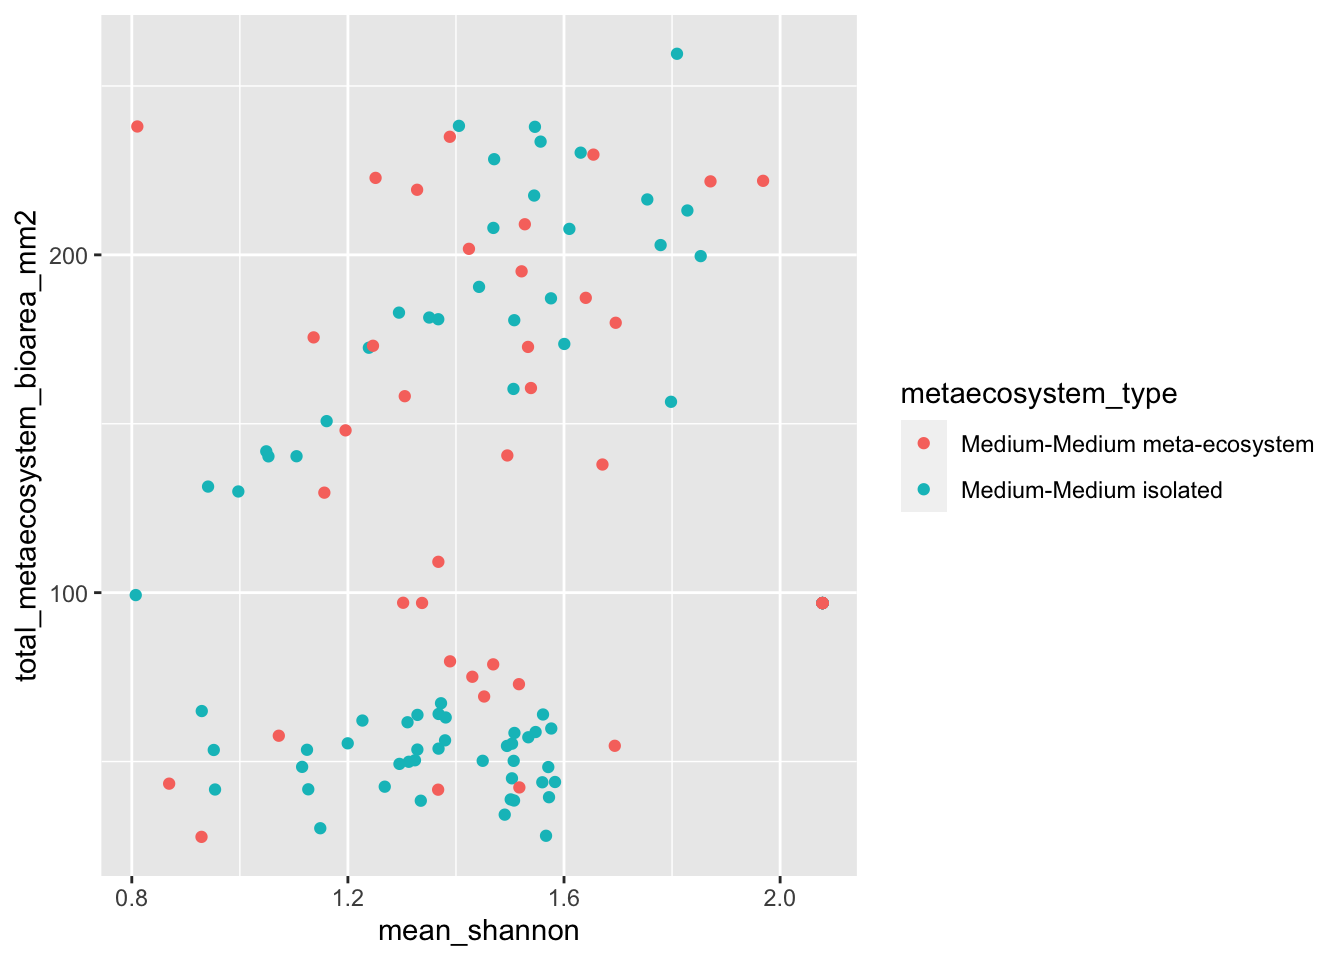 total_metaecosystem_bioarea_mm2
200
100
0.8
1.2
1.6
2.0
mean_shannon
metaecosystem_type
Medium-Medium meta-ecosystem
Medium-Medium isolated